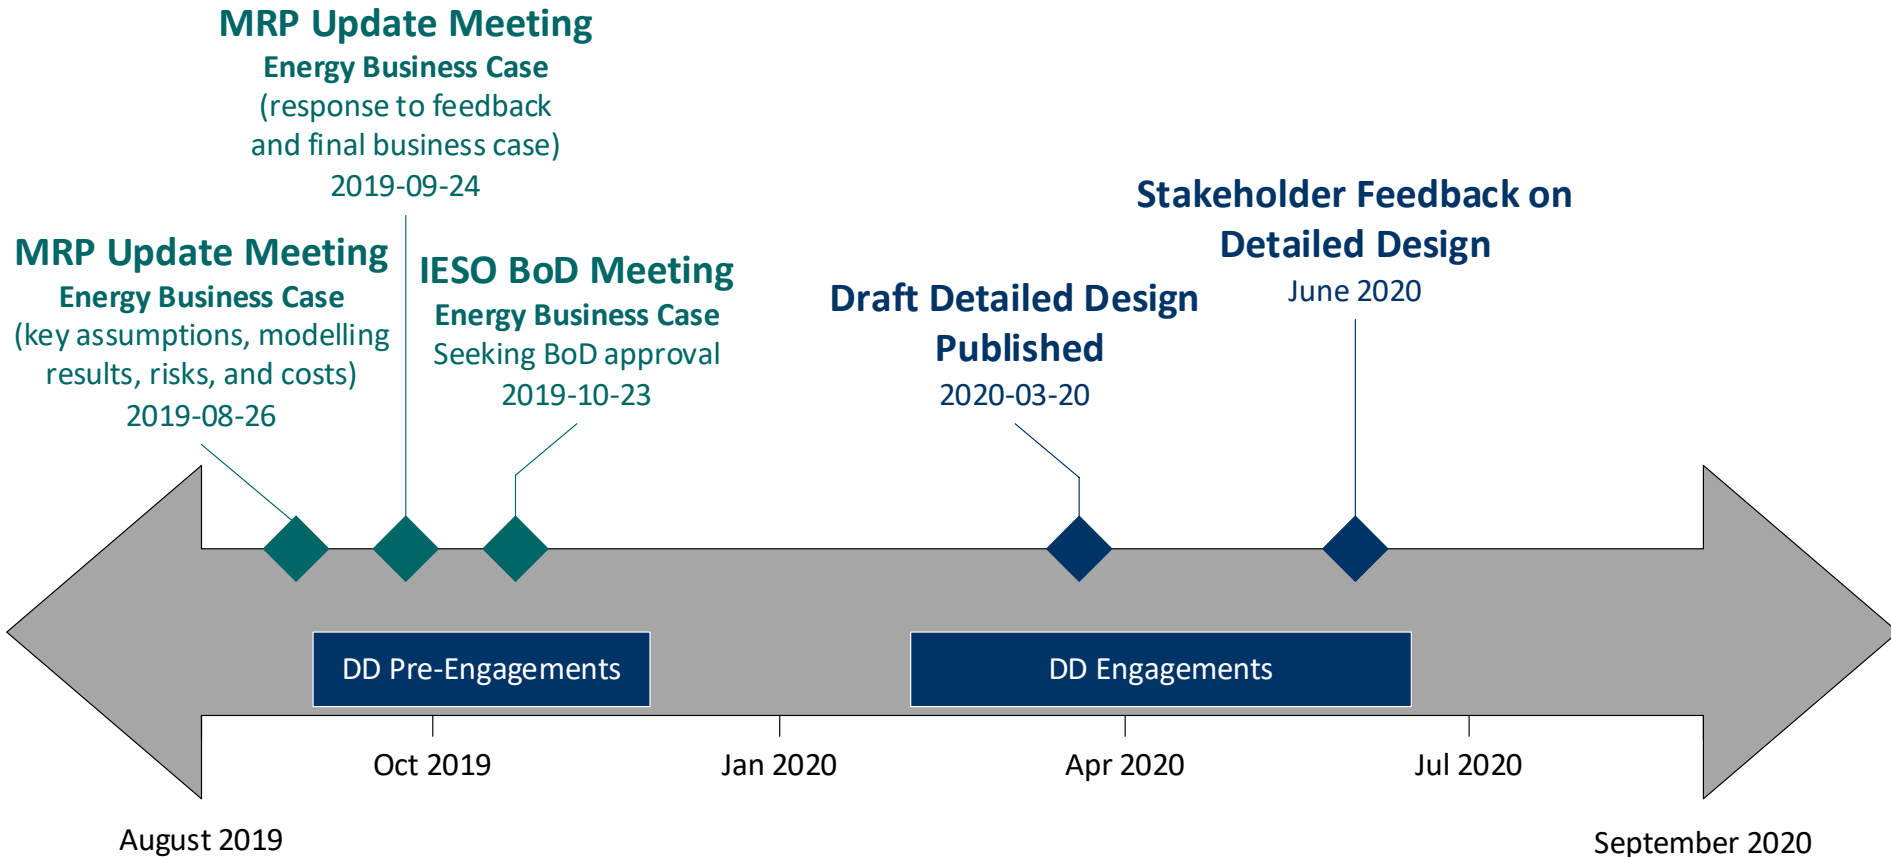 MRP Update Meeting
Energy Business Case
(response to feedback
and final business case)
2019-09-24
MRP Update Meeting
Energy Business Case
(key assumptions, modelling
results, risks, and costs)
2019-08-26
IESO BoD Meeting
Energy Business Case
Seeking BoD approval
2019-10-23
Draft Detailed Design
Published
2020-03-20
Stakeholder Feedback on
Detailed Design
June 2020
DD Pre-Engagements
DD Engagements
Oct 2019
Jan 2020
Apr 2020
Jul 2020
August 2019
September 2020